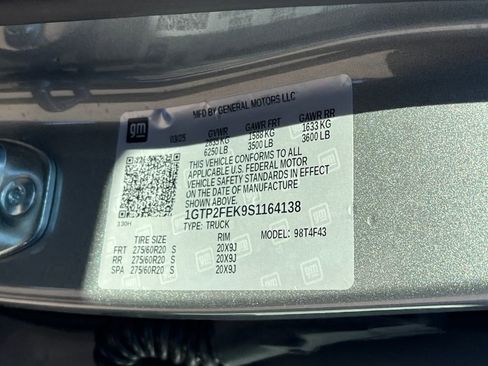 MFD BY GENERAL MOTORS LLC
gm
03/25 GVWR GAWR FRT GAWR RR
2835 KG 1588 KG 1633 KG
6250 LB 3500 LB 3600 LB
THIS VEHICLE CONFORMS TO ALL
APPLICABLE U.S. FEDERAL MOTOR
VEHICLE SAFETY STANDARDS IN EFFECT
ON THE DATE OF MANUFACTURE
SHOWN ABOVE.
1GTP2FEK9S1164138
TYPE: TRUCK MODEL: 98T4F43
TIRE SIZE RIM
FRT 275/60R20 S 20X9J
RR 275/60R20 S 20X9J
SPA 275/60R20 S 20X9J